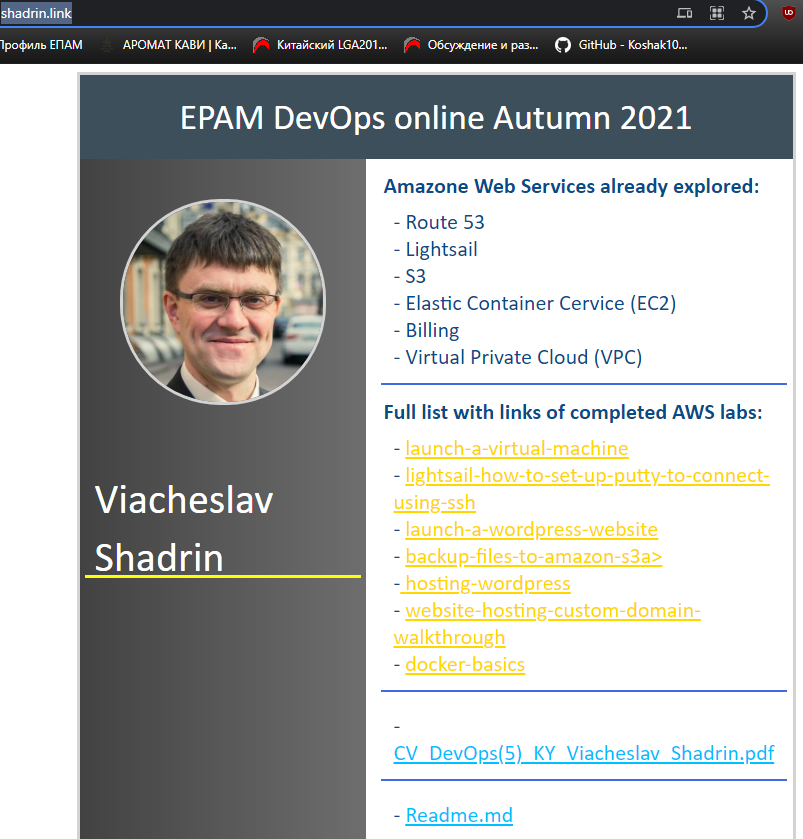 shadrin.link
Профиль ЕПАМ
АРОМАТ КАВИ | Ка...
Китайский LGA201...
Обсуждение и раз...
GitHub - Koshak10...
EPAM DevOps online Autumn 2021
Viacheslav
Shadrin
Amazone Web Services already explored:
- Route 53
- Lightsail
- S3
- Elastic Container Cervice (EC2)
- Billing
- Virtual Private Cloud (VPC)
Full list with links of completed AWS labs:
- launch-a-virtual-machine
- lightsail-how-to-set-up-putty-to-connect-
using-ssh
- launch-a-wordpress-website
- backup-files-to-amazon-s3a>
- hosting-wordpress
- website-hosting-custom-domain-
walkthrough
- docker-basics
-
CV_DevOps(5)_KY_Viacheslav_Shadrin.pdf
- Readme.md